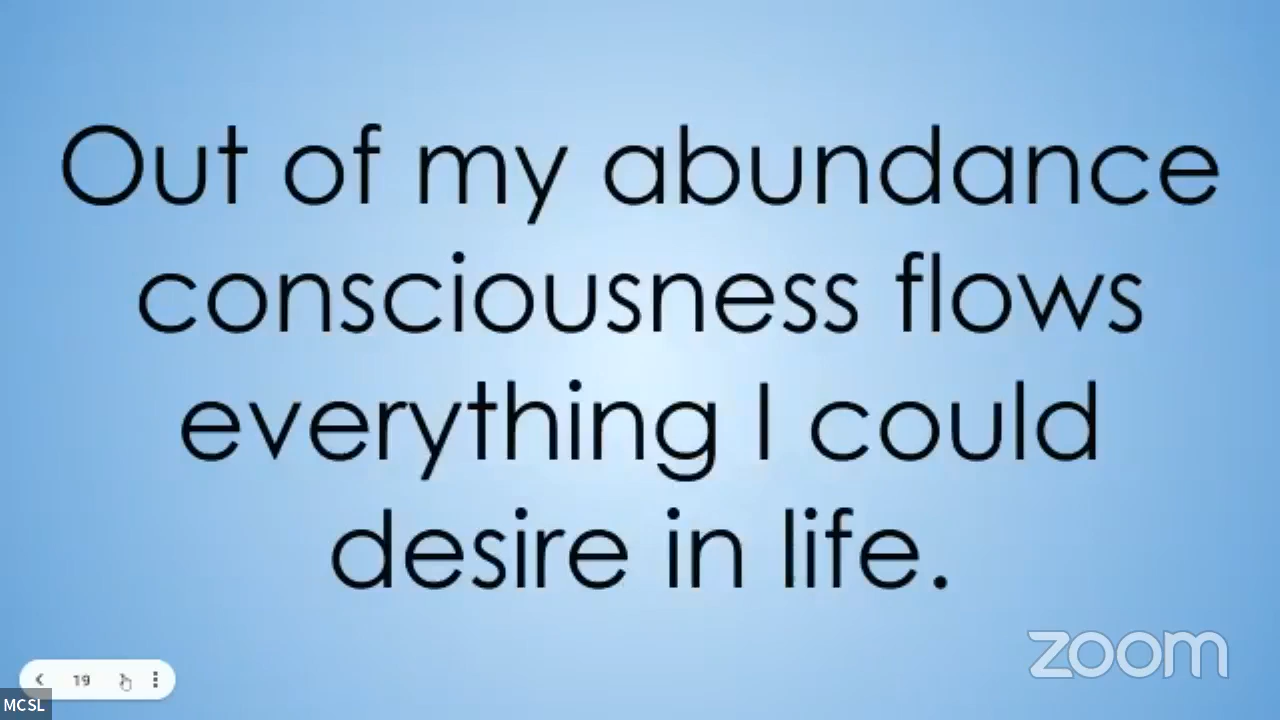 Out of my abundance
consciousness flows
everything I could
desire in life.
zoom
19
MCSL